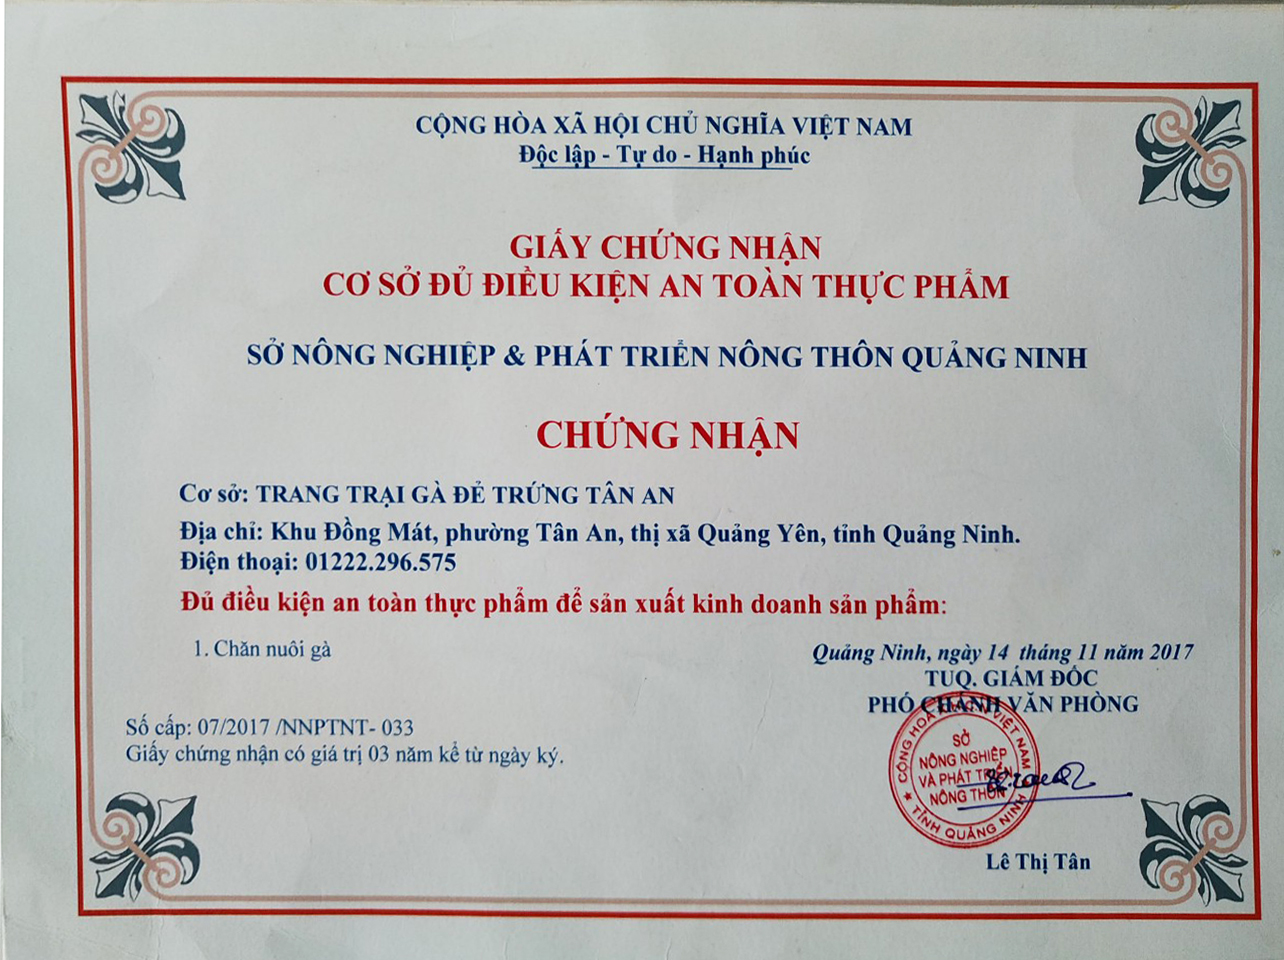 CỘNG HÒA XÃ HỘI CHỦ NGHĨA VIỆT NAM
Độc lập - Tự do - Hạnh phúc
GIẤY CHỨNG NHẬN
CƠ SỞ ĐỦ ĐIỀU KIỆN AN TOÀN THỰC PHẨM
SỞ NÔNG NGHIỆP & PHÁT TRIỂN NÔNG THÔN QUẢNG NINH
CHỨNG NHẬN
Cơ sở: TRANG TRẠI GÀ ĐẺ TRỨNG TÂN AN
Địa chỉ: Khu Đồng Mát, phường Tân An, thị xã Quảng Yên, tỉnh Quảng Ninh.
Điện thoại: 01222.296.575
Đủ điều kiện an toàn thực phẩm để sản xuất kinh doanh sản phẩm:
1. Chăn nuôi gà
Quảng Ninh, ngày 14 tháng 11 năm 2017
TUQ. GIÁM ĐỐC
PHÓ CHÁNH VĂN PHÒNG
Số cấp: 07/2017 /NNPTNT- 033
Giấy chứng nhận có giá trị 03 năm kể từ ngày ký.
SỞ
NÔNG NGHIỆP
VÀ PHÁT TRIỂN
NÔNG THÔN
TỈNH QUẢNG NINH
Lê Thị Tân